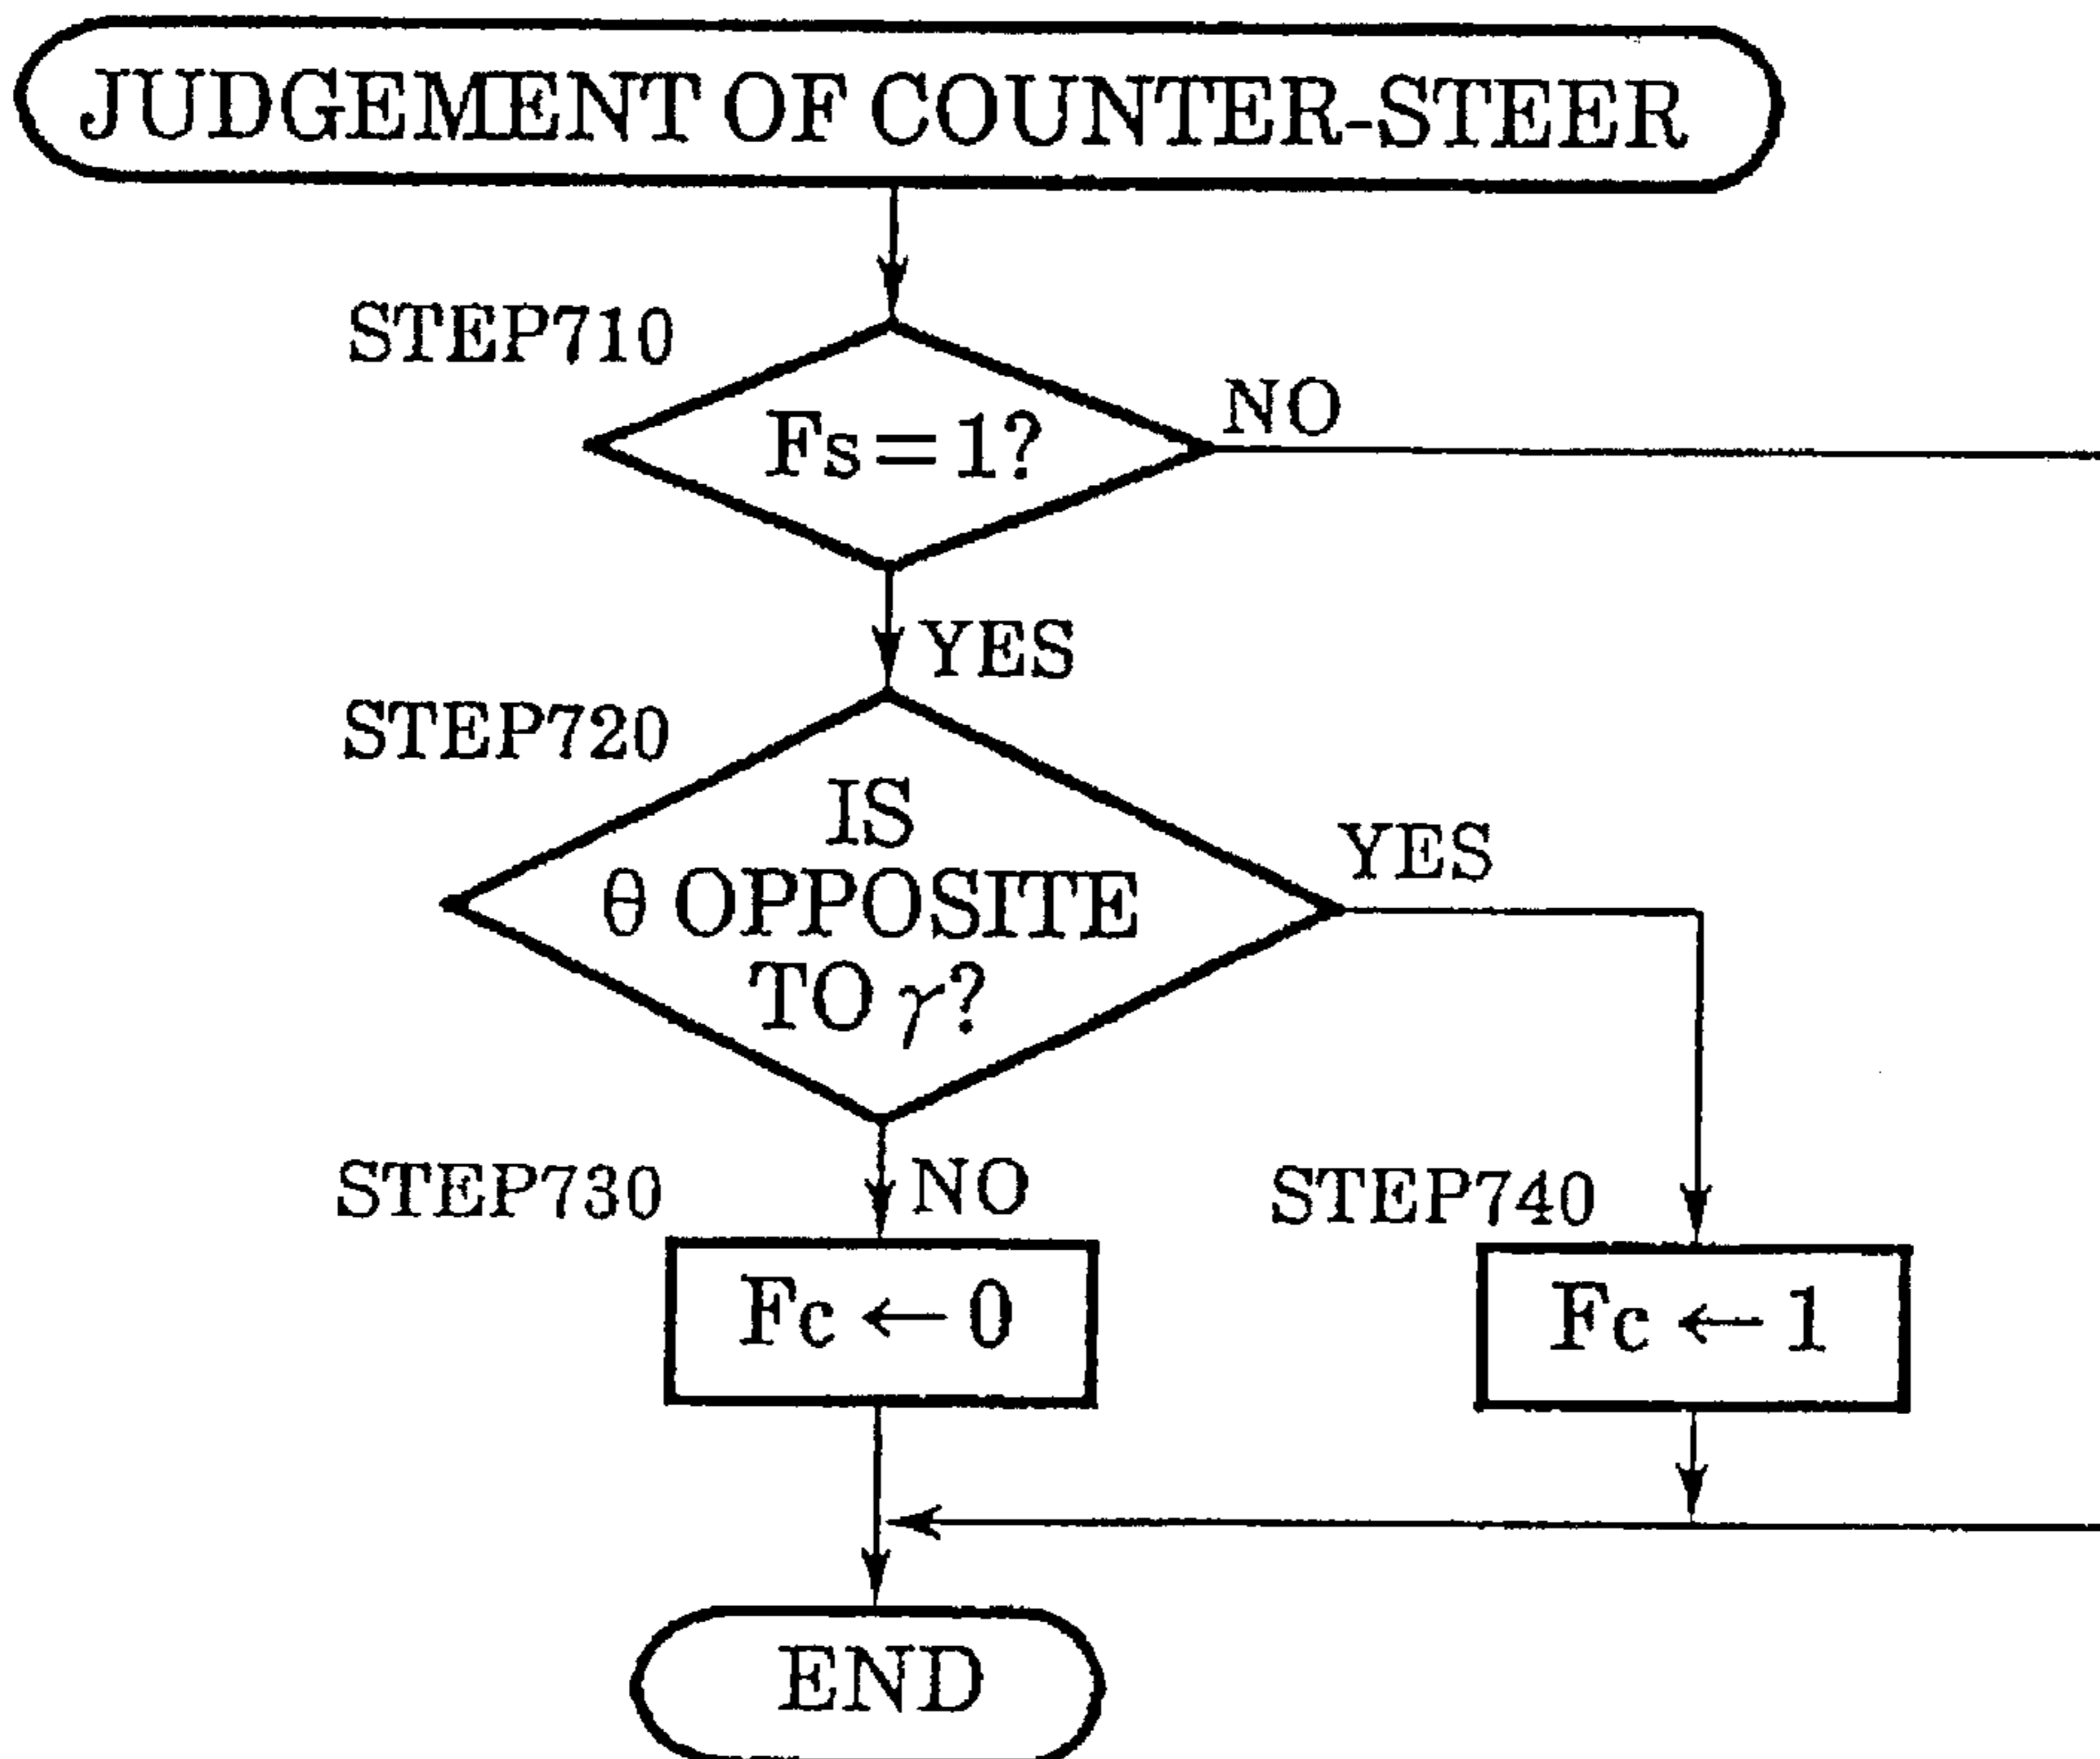 JUDGEMENT OF COUNTER-STEER
STEP710
Fs=1?
NO
YES
STEP720
IS
θ OPPOSITE
TO γ?
YES
STEP730
NO
STEP740
Fc ← 0
Fc ← 1
END